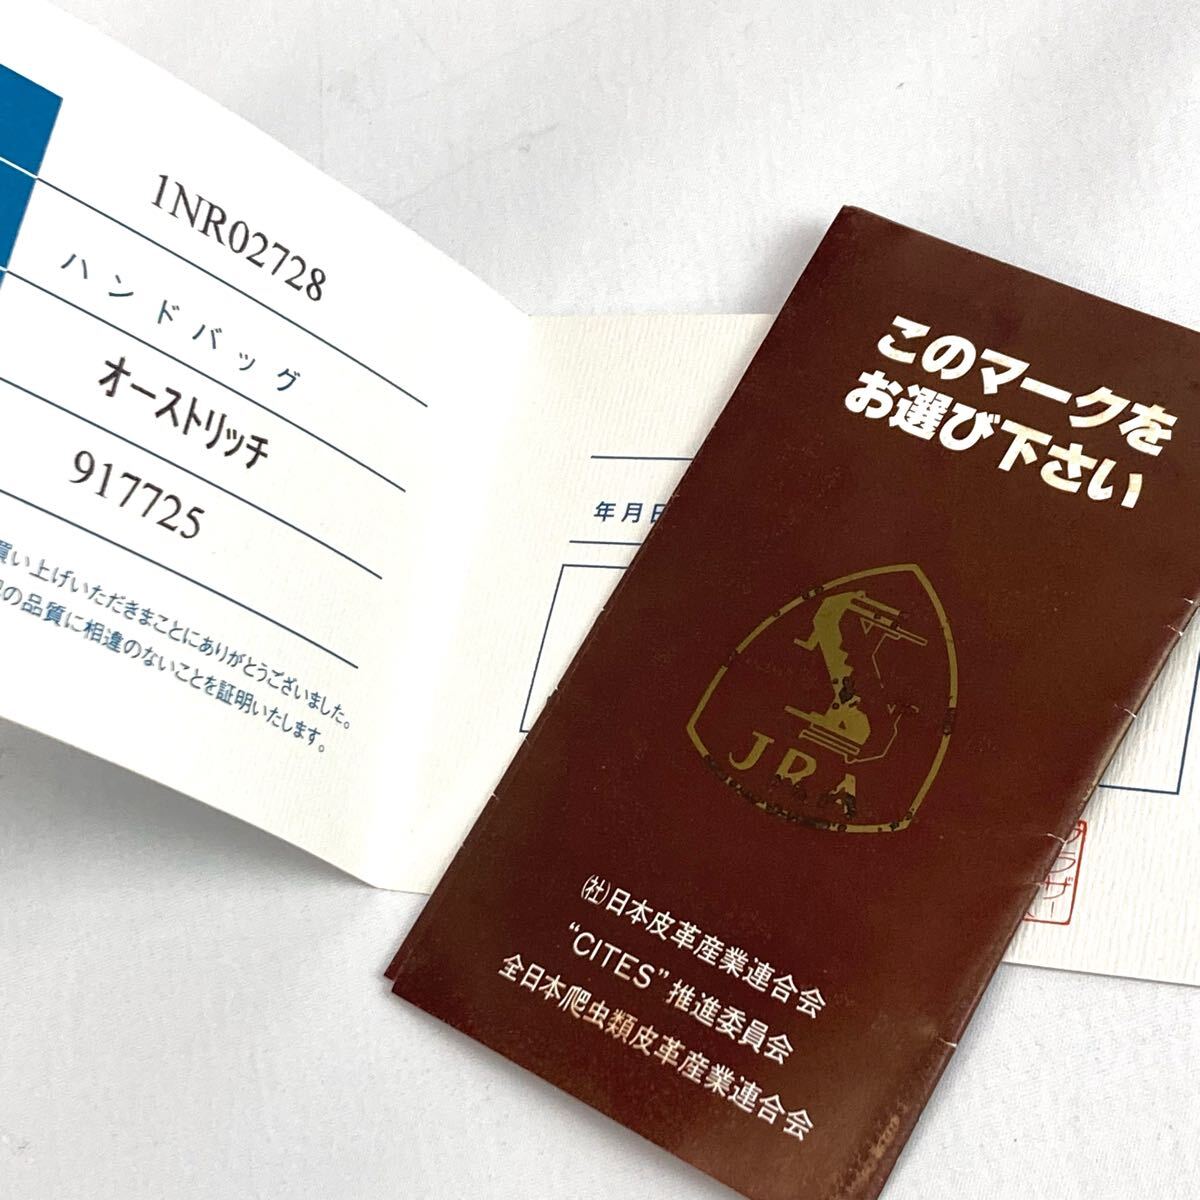 1NR02728
ハンドバッグ
オーストリッチ
917725
買い上げいただきまことにありがとうございました。
の品質に相違のないことを証明いたします。
年月日
このマークを
お選び下さい
JRA
㈳日本皮革産業連合会
“CITES”推進委員会
全日本爬虫類皮革産業連合会